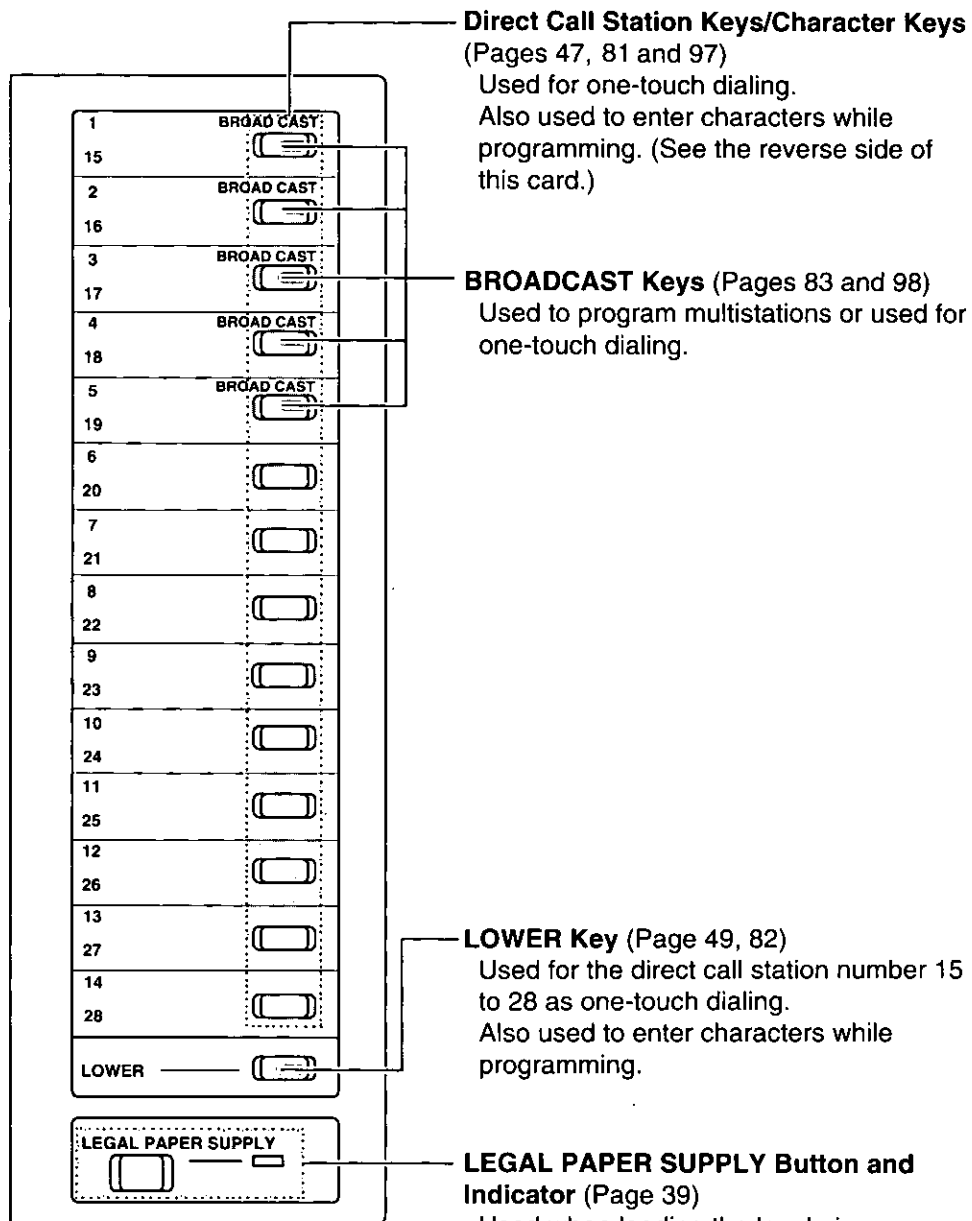 Direct Call Station Keys/Character Keys
(Pages 47, 81 and 97)
Used for one-touch dialing.
Also used to enter characters while
programming. (See the reverse side of
this card.)
1 BROAD CAST
15
2 BROAD CAST
16
3 BROAD CAST
17
4 BROAD CAST
18
5 BROAD CAST
19
6
20
7
21
8
22
9
23
10
24
11
25
12
26
13
27
14
28
LOWER
LEGAL PAPER SUPPLY
BROADCAST Keys (Pages 83 and 98)
Used to program multistations or used for
one-touch dialing.
LOWER Key (Page 49, 82)
Used for the direct call station number 15
to 28 as one-touch dialing.
Also used to enter characters while
programming.
LEGAL PAPER SUPPLY Button and
Indicator (Page 39)